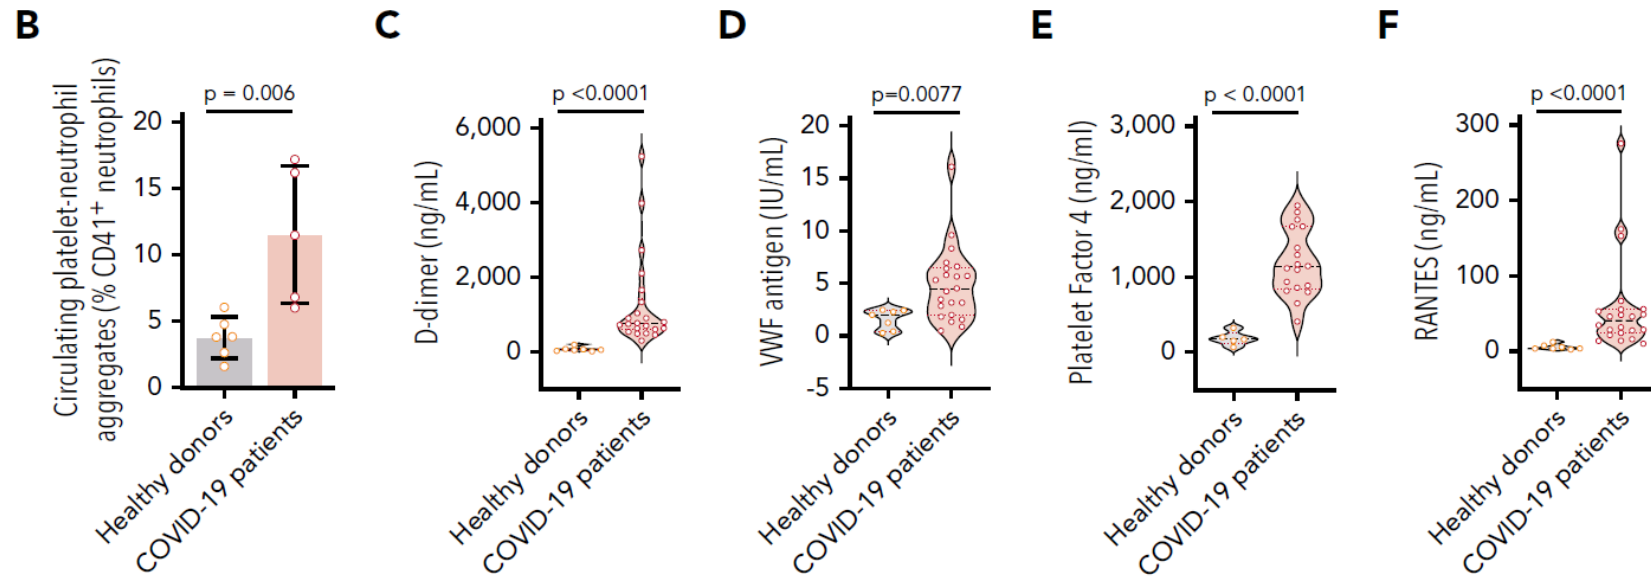 B
Circulating platelet-neutrophil
aggregates (% CD41⁺ neutrophils)
p = 0.006
20
15
10
5
0
Healthy donors
COVID-19 patients
C
D-dimer (ng/mL)
p <0.0001
6,000
4,000
2,000
0
Healthy donors
COVID-19 patients
D
VWF antigen (IU/mL)
p=0.0077
20
15
10
5
0
-5
Healthy donors
COVID-19 patients
E
Platelet Factor 4 (ng/ml)
p < 0.0001
3,000
2,000
1,000
0
Healthy donors
COVID-19 patients
F
RANTES (ng/mL)
p <0.0001
300
200
100
0
Healthy donors
COVID-19 patients